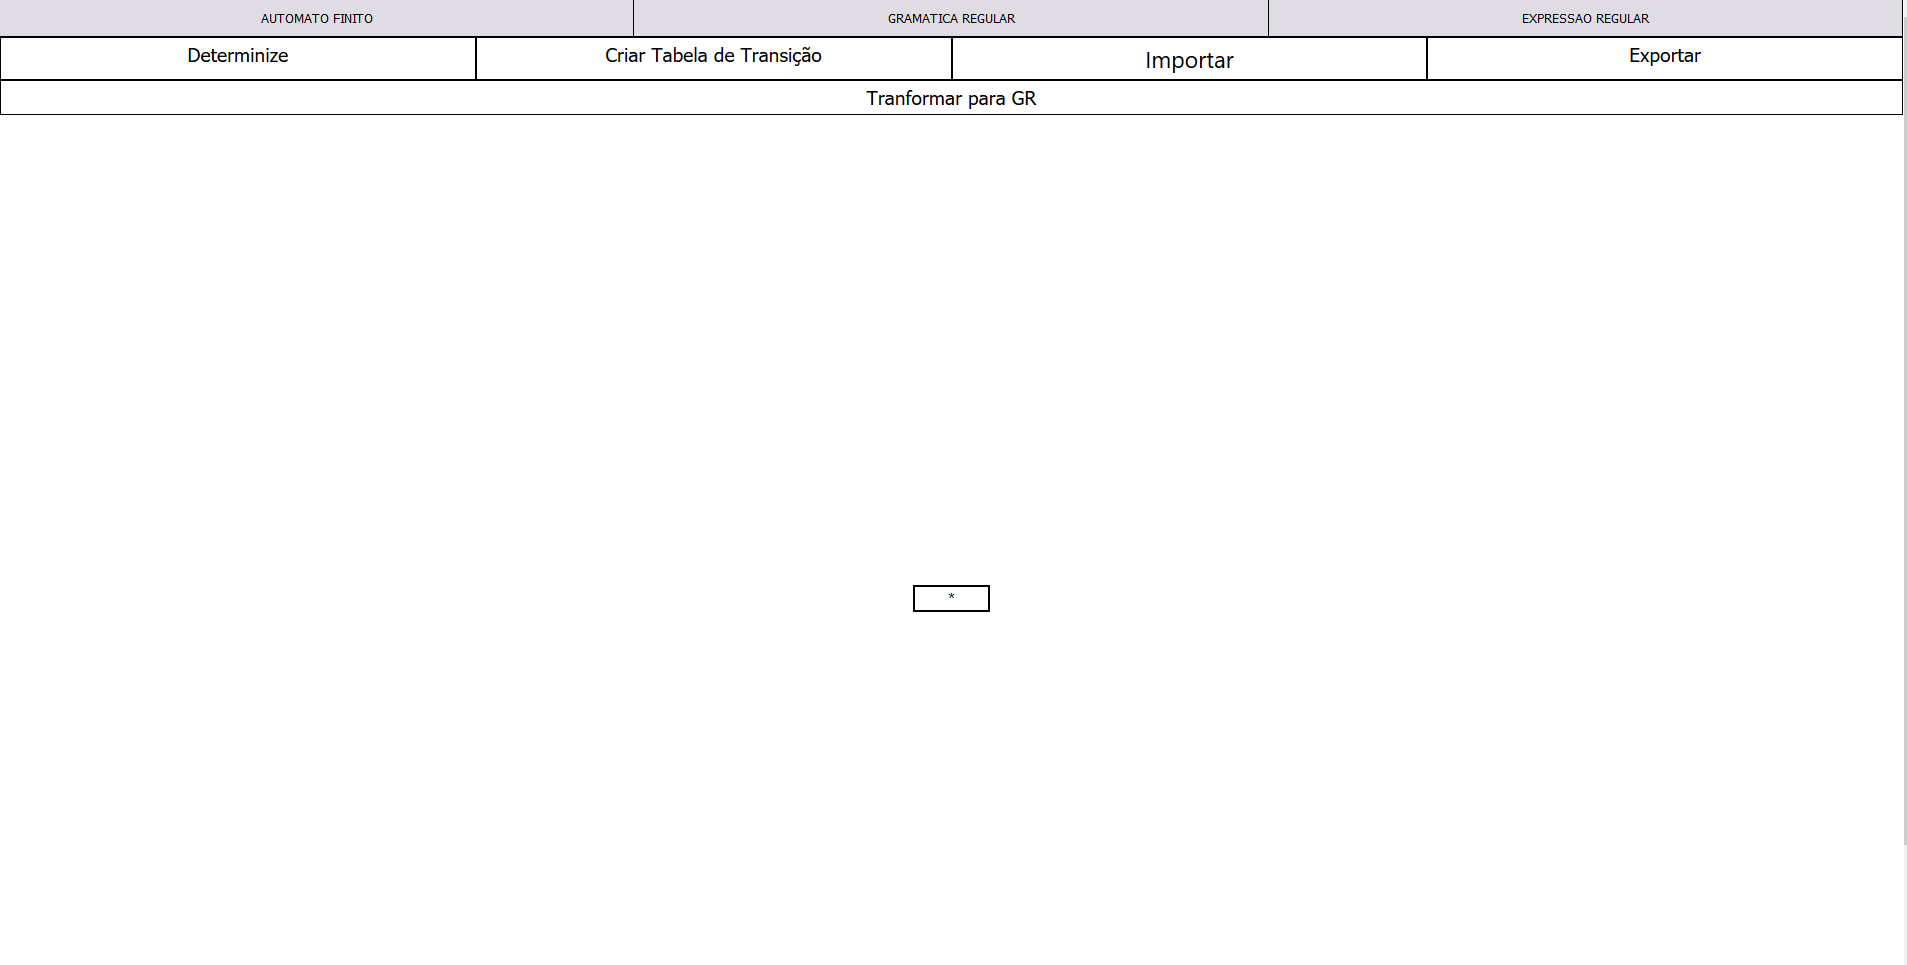 AUTOMATO FINITO GRAMATICA REGULAR EXPRESSAO REGULAR
Determinize Criar Tabela de Transição Importar Exportar
Tranformar para GR
*